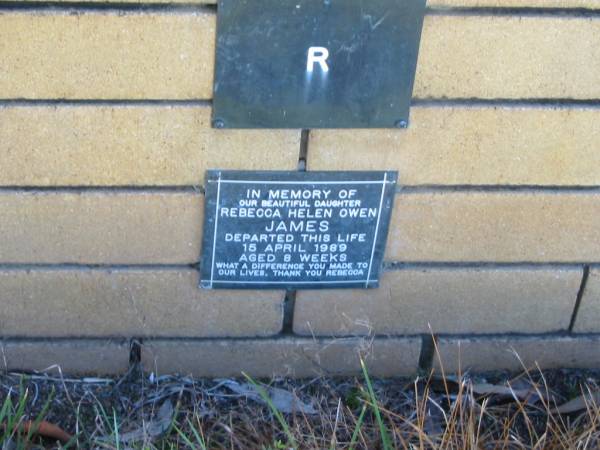 R
IN MEMORY OF
OUR BEAUTIFUL DAUGHTER
REBECCA HELEN OWEN
JAMES
DEPARTED THIS LIFE
15 APRIL 1989
AGED 8 WEEKS
WHAT A DIFFERENCE YOU MADE TO
OUR LIVES, THANK YOU REBECCA